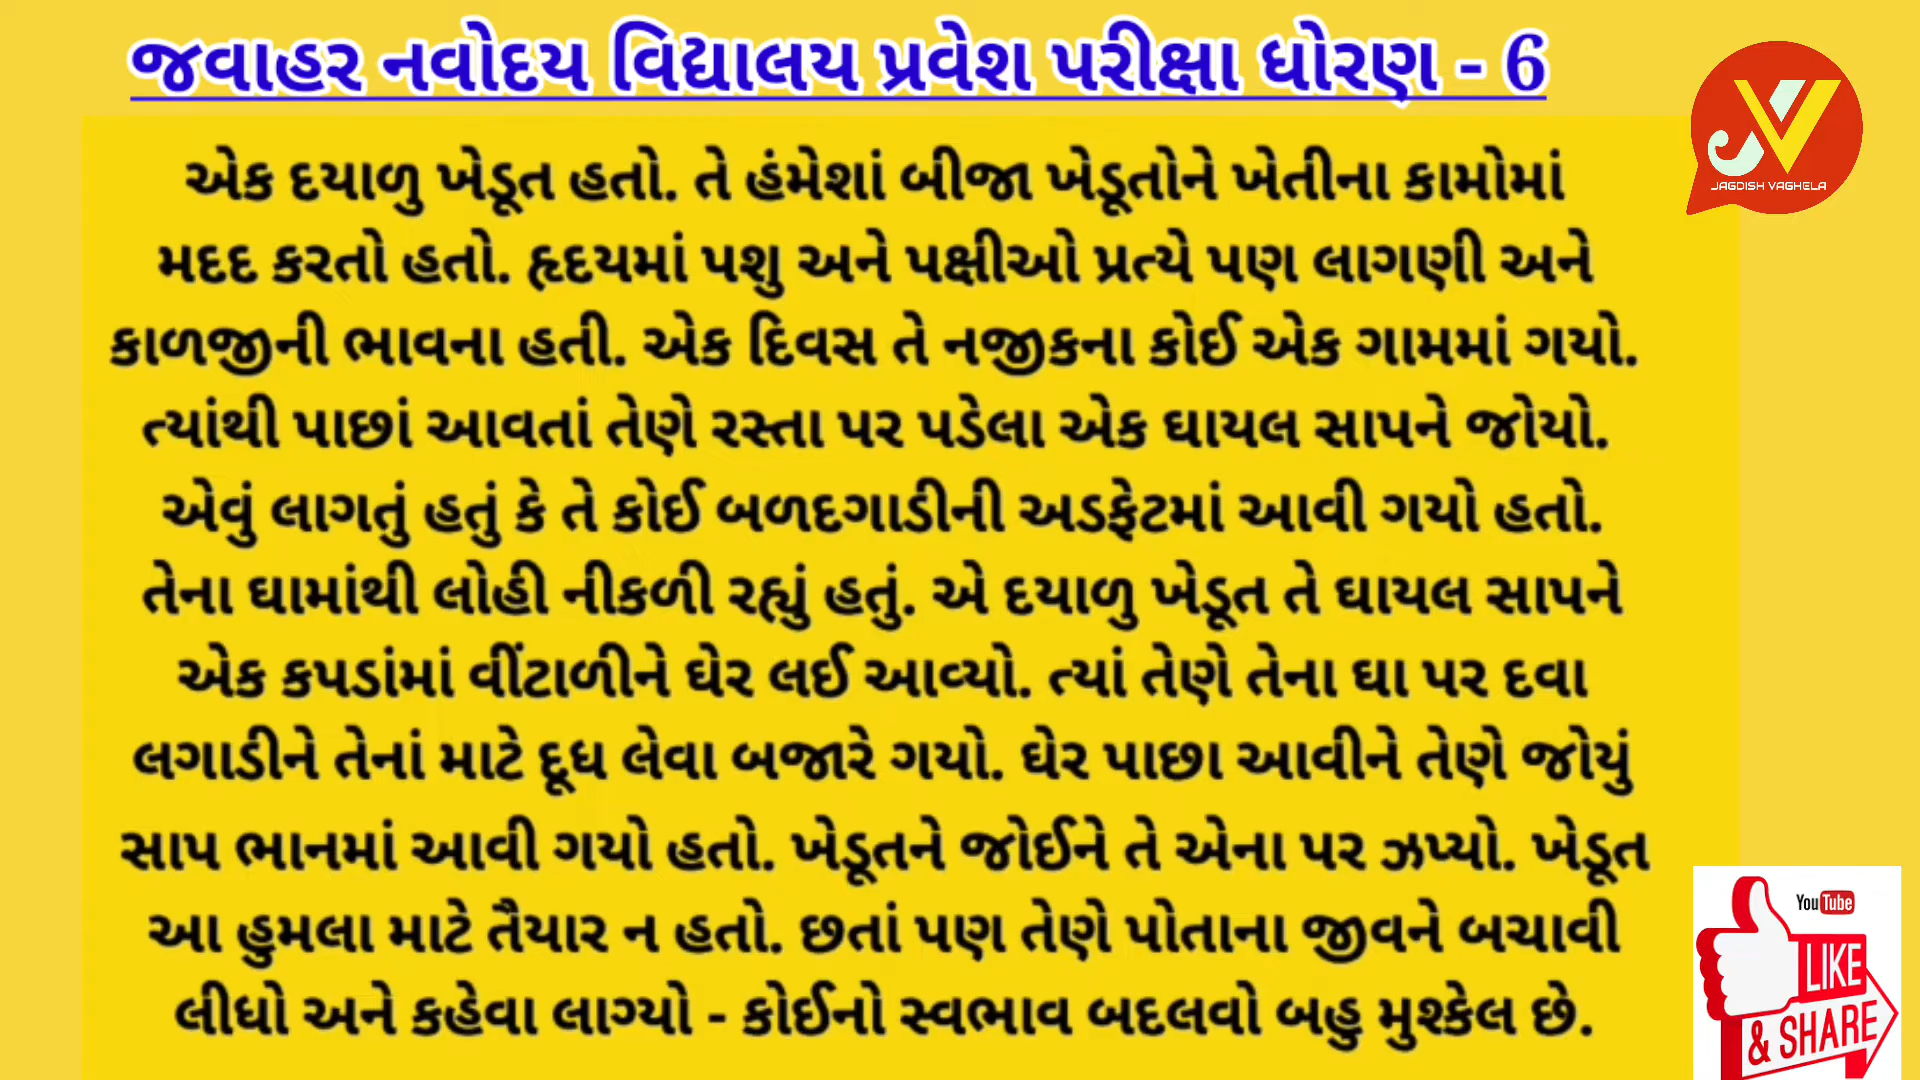 જવાહર નવોદય વિદ્યાલય પ્રવેશ પરીક્ષા ધોરણ - 6
એક દયાળુ ખેડૂત હતો. તે હંમેશાં બીજા ખેડૂતોને ખેતીના કામોમાં
મદદ કરતો હતો. હૃદયમાં પશુ અને પક્ષીઓ પ્રત્યે પણ લાગણી અને
કાળજીની ભાવના હતી. એક દિવસ તે નજીકના કોઈ એક ગામમાં ગયો.
ત્યાંથી પાછાં આવતાં તેણે રસ્તા પર પડેલા એક ઘાયલ સાપને જોયો.
એવું લાગતું હતું કે તે કોઈ બળદગાડીની અડફેટમાં આવી ગયો હતો.
તેના ઘામાંથી લોહી નીકળી રહ્યું હતું. એ દયાળુ ખેડૂત તે ઘાયલ સાપને
એક કપડાંમાં વીંટાળીને ઘેર લઈ આવ્યો. ત્યાં તેણે તેના ઘા પર દવા
લગાડીને તેનાં માટે દૂધ લેવા બજારે ગયો. ઘેર પાછા આવીને તેણે જોયું
સાપ ભાનમાં આવી ગયો હતો. ખેડૂતને જોઈને તે એના પર ઝપ્યો. ખેડૂત
આ હુમલા માટે તૈયાર ન હતો. છતાં પણ તેણે પોતાના જીવને બચાવી
લીધો અને કહેવા લાગ્યો - કોઈનો સ્વભાવ બદલવો બહુ મુશ્કેલ છે.
JV
JAGDISH VAGHELA
YouTube
LIKE
& SHARE